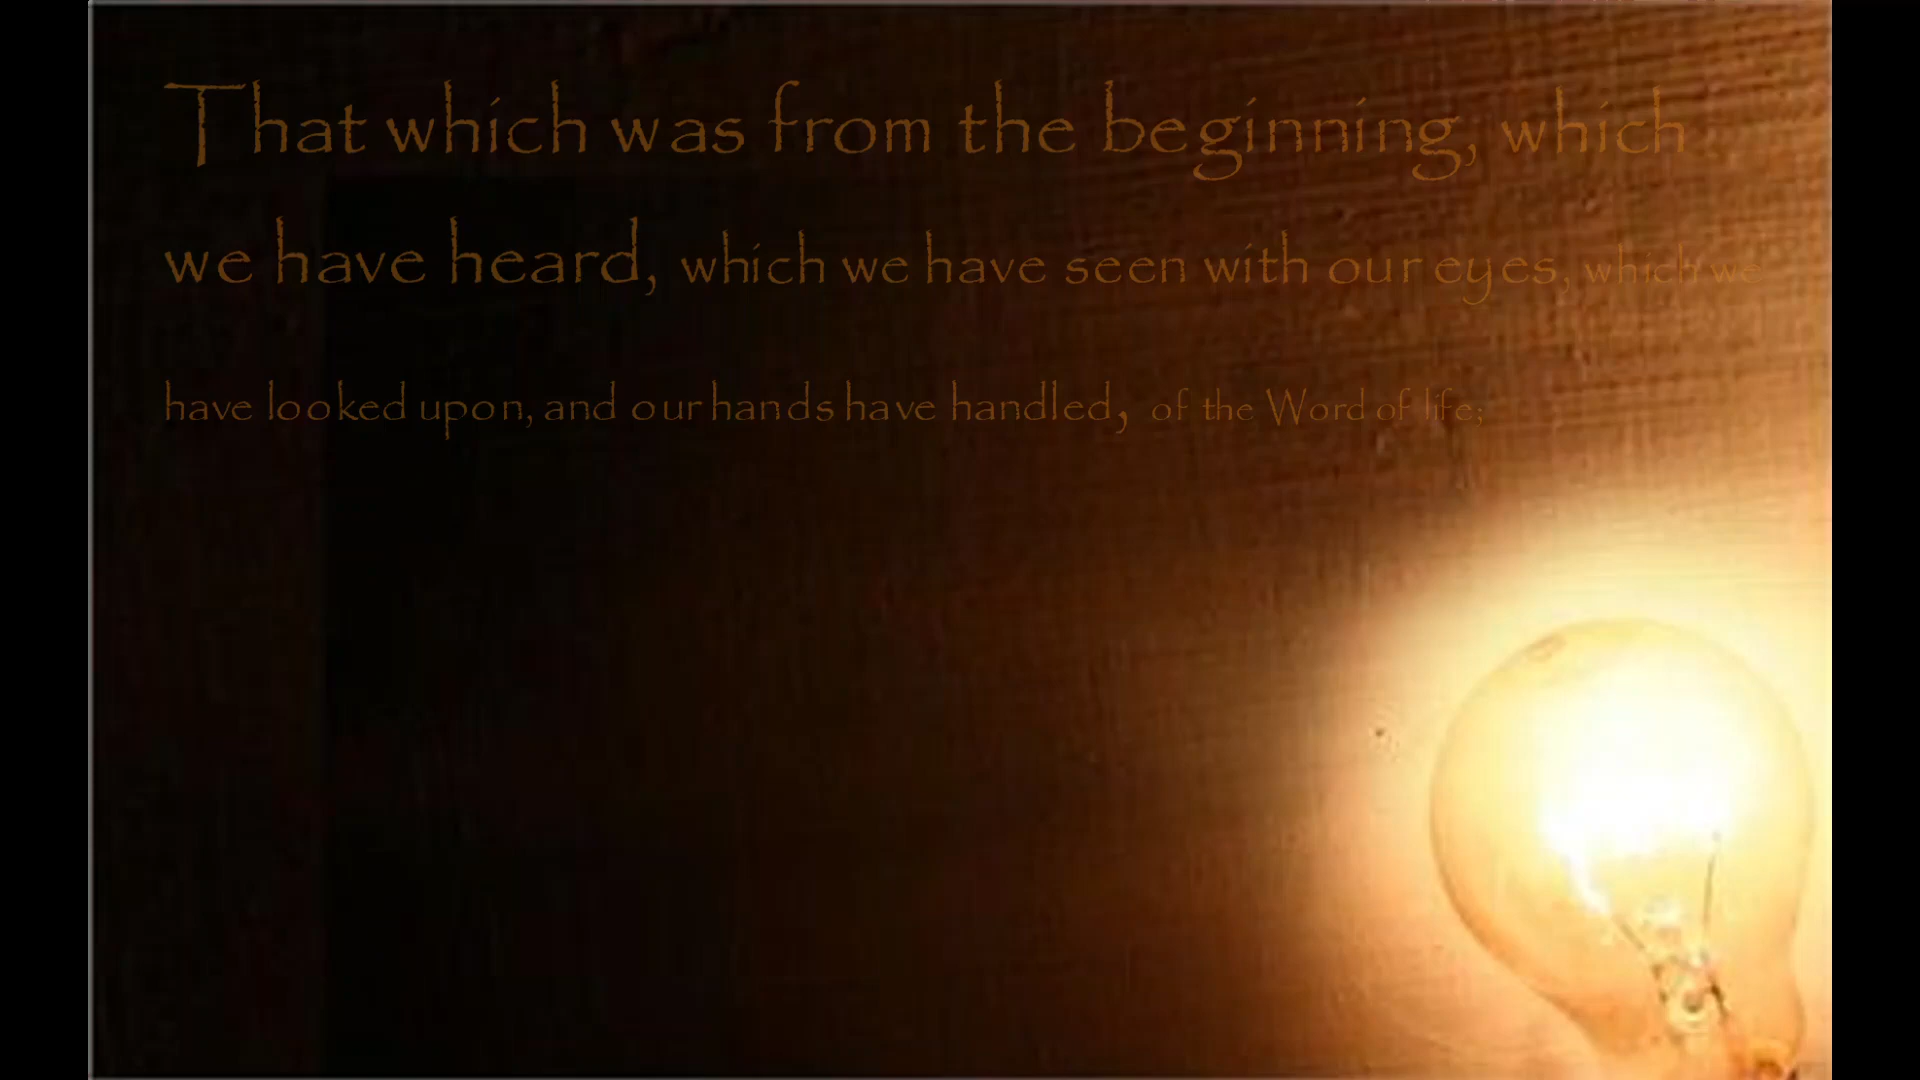 That which was from the beginning, which
we have heard, which we have seen with our eyes, which we
have looked upon, and our hands have handled, of the Word of life;